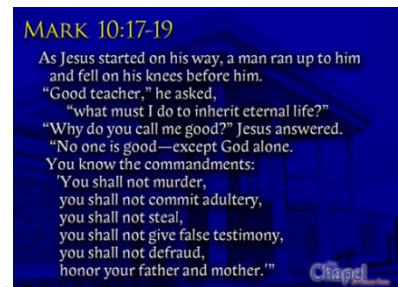 MARK 10:17-19
As Jesus started on his way, a man ran up to him
and fell on his knees before him.
“Good teacher,” he asked,
“what must I do to inherit eternal life?”
“Why do you call me good?” Jesus answered.
“No one is good—except God alone.
You know the commandments:
‘You shall not murder,
you shall not commit adultery,
you shall not steal,
you shall not give false testimony,
you shall not defraud,
honor your father and mother.’”
The Chapel